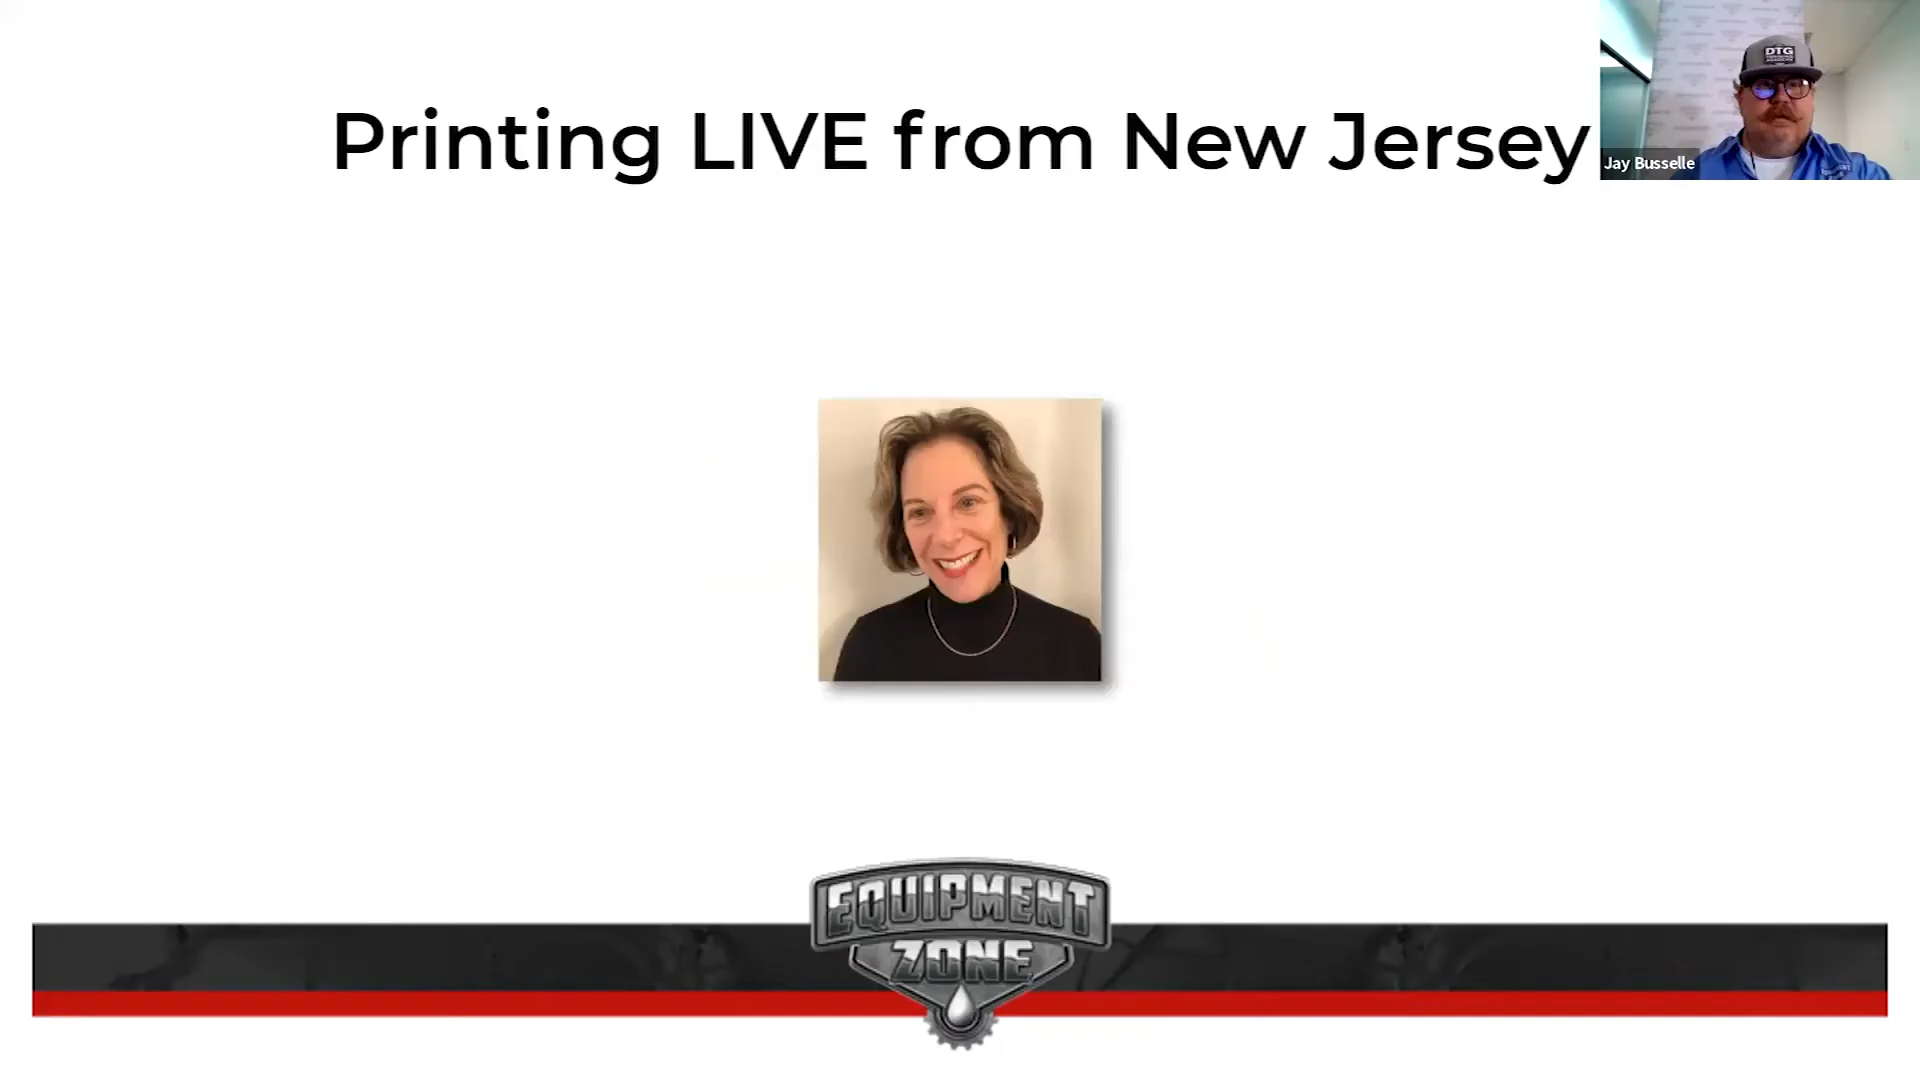 Printing LIVE from New Jersey
DTG
Jay Busselle
EQUIPMENT
ZONE